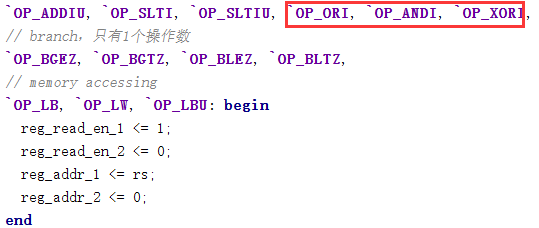 `OP_ADDIU, `OP_SLTI, `OP_SLTIU, `OP_ORI, `OP_ANDI, `OP_XORI,
// branch，只有1个操作数
`OP_BGEZ, `OP_BGTZ, `OP_BLEZ, `OP_BLTZ,
// memory accessing
`OP_LB, `OP_LW, `OP_LBU: begin
reg_read_en_1 <= 1;
reg_read_en_2 <= 0;
reg_addr_1 <= rs;
reg_addr_2 <= 0;
end